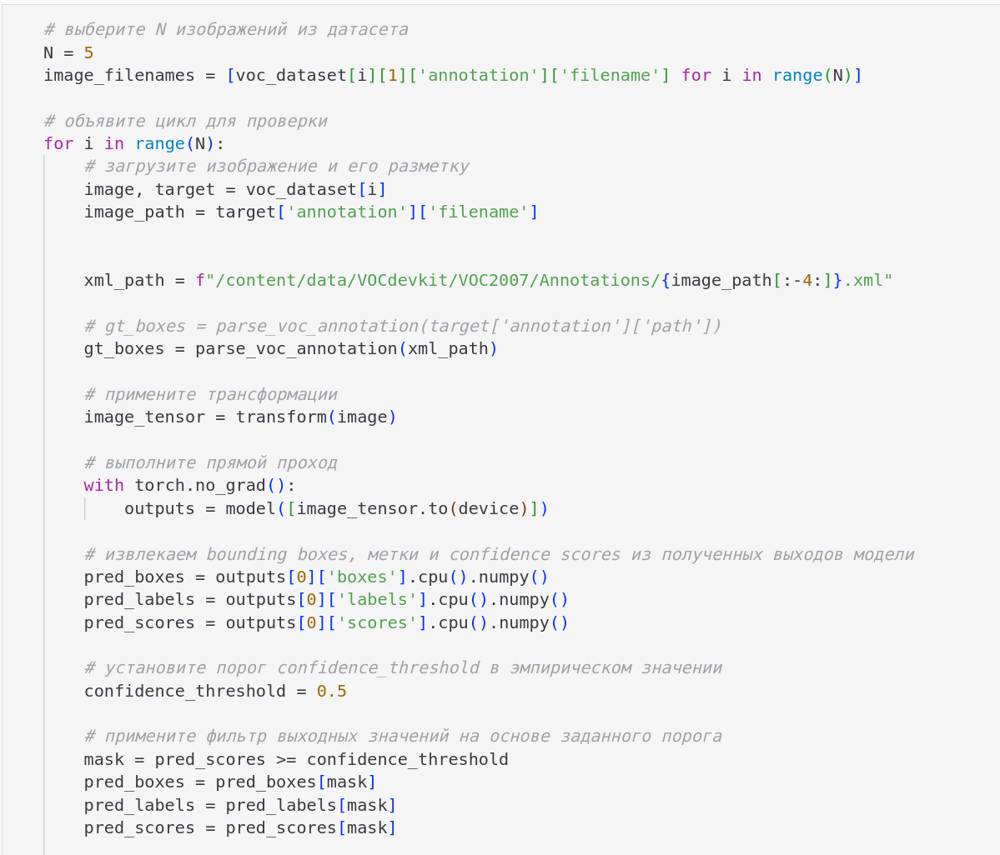 # выберите N изображений из датасета
N = 5
image_filenames = [voc_dataset[i][1]['annotation']['filename'] for i in range(N)]
# объявите цикл для проверки
for i in range(N):
# загрузите изображение и его разметку
image, target = voc_dataset[i]
image_path = target['annotation']['filename']
xml_path = f"/content/data/VOCdevkit/VOC2007/Annotations/{image_path[:-4:]}.xml"
# gt_boxes = parse_voc_annotation(target['annotation']['path'])
gt_boxes = parse_voc_annotation(xml_path)
# примените трансформации
image_tensor = transform(image)
# выполните прямой проход
with torch.no_grad():
outputs = model([image_tensor.to(device)])
# извлекаем bounding boxes, метки и confidence scores из полученных выходов модели
pred_boxes = outputs[0]['boxes'].cpu().numpy()
pred_labels = outputs[0]['labels'].cpu().numpy()
pred_scores = outputs[0]['scores'].cpu().numpy()
# установите порог confidence_threshold в эмпирическом значении
confidence_threshold = 0.5
# примените фильтр выходных значений на основе заданного порога
mask = pred_scores >= confidence_threshold
pred_boxes = pred_boxes[mask]
pred_labels = pred_labels[mask]
pred_scores = pred_scores[mask]